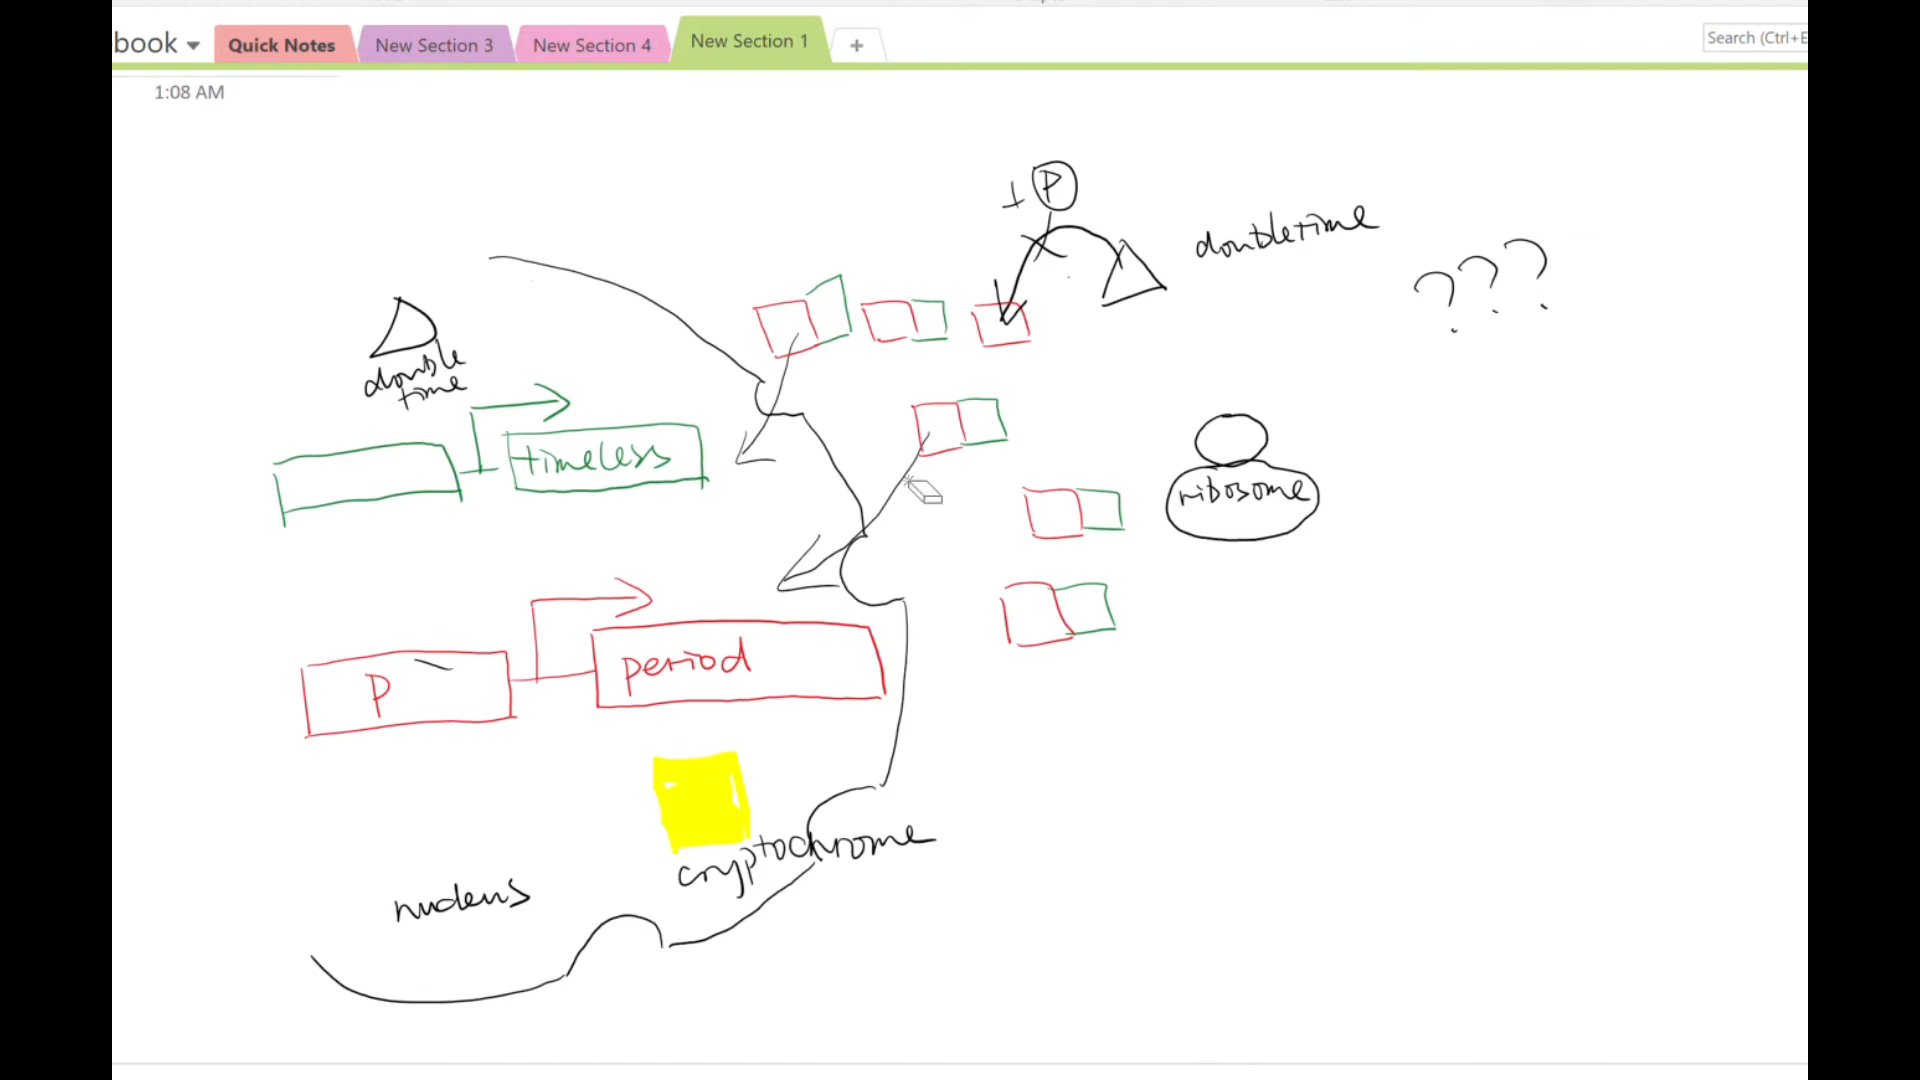 book
Quick Notes
New Section 3
New Section 4
New Section 1
+
Search (Ctrl+E
1:08 AM
P
doubletime
???
double
time
timeless
ribosome
period
P
cryptochrome
nucleus